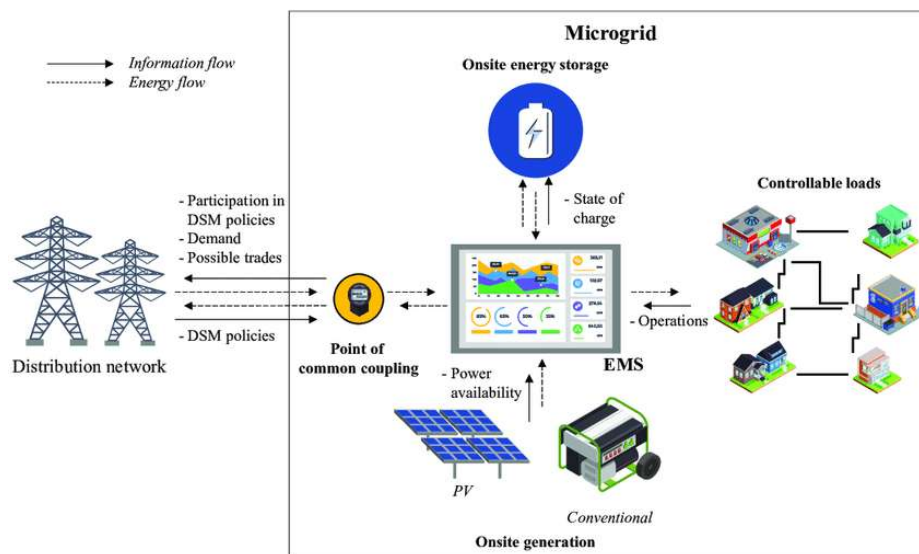 Microgrid
Information flow
Energy flow
Onsite energy storage
- State of
charge
Controllable loads
- Participation in
DSM policies
- Demand
- Possible trades
- DSM policies
Distribution network
Point of
common coupling
- Operations
EMS
- Power
availability
PV
Conventional
Onsite generation